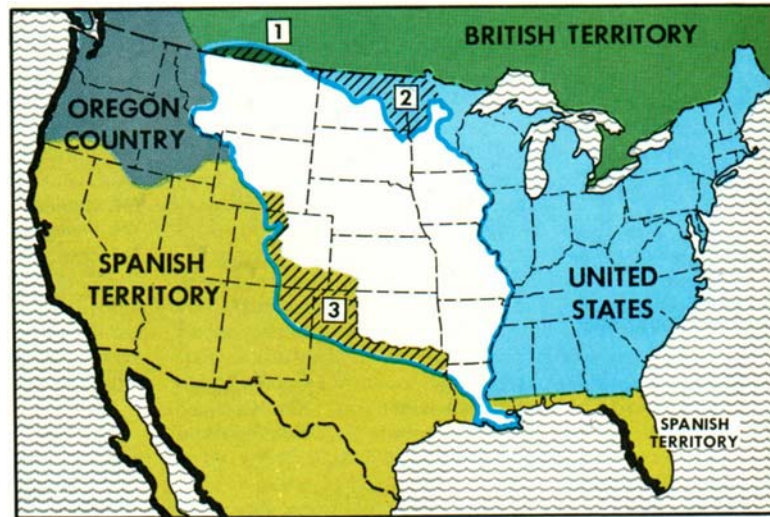 1
BRITISH TERRITORY
2
OREGON
COUNTRY
SPANISH
TERRITORY
3
UNITED
STATES
SPANISH
TERRITORY